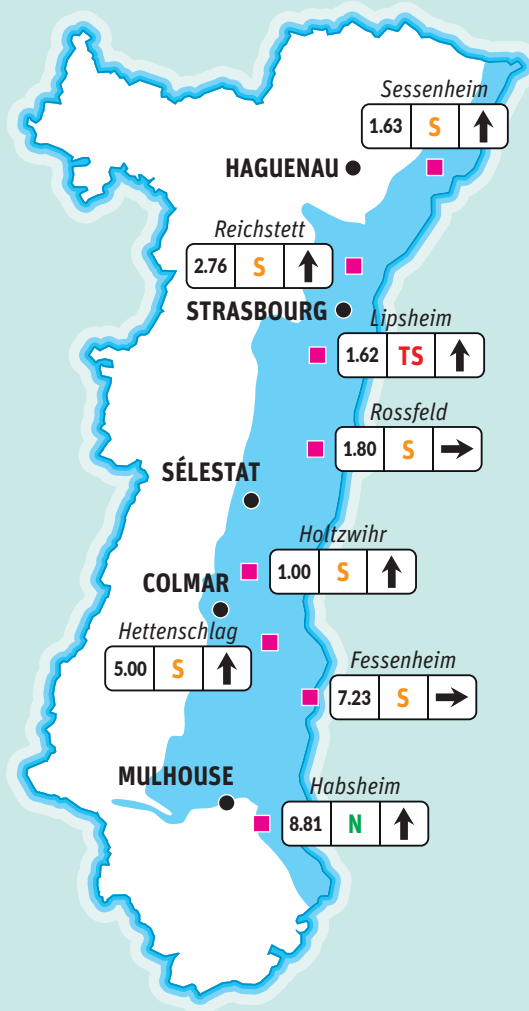 Sessenheim
1.63 S
HAGUENAU
Reichstett
2.76 S
STRASBOURG
Lipsheim
1.62 TS
Rossfeld
1.80 S
SÉLESTAT
Holtzwihr
1.00 S
COLMAR
Hettenschlag
5.00 S
Fessenheim
7.23 S
MULHOUSE
Habsheim
8.81 N